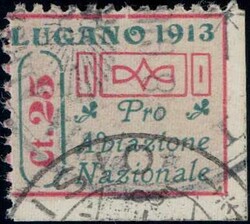 LUGANO 1913
Ct. 25
Pro
Aviazione
Nazionale